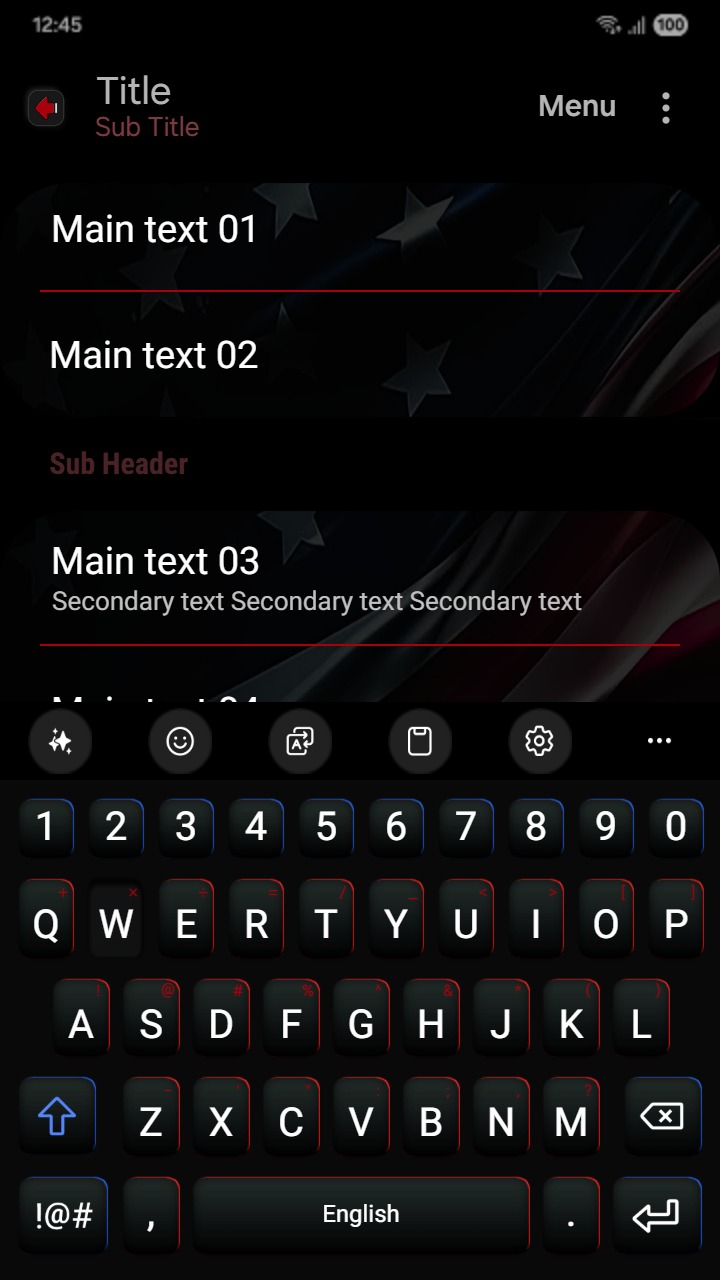 12:45
100
Title
Sub Title
Menu
Main text 01
Main text 02
Sub Header
Main text 03
Secondary text Secondary text Secondary text
1 2 3 4 5 6 7 8 9 0
+ × ÷ = / _ < > [ ]
Q W E R T Y U I O P
! @ # % ^ & * ( )
A S D F G H J K L
Z X C V B N M
!@# , English .